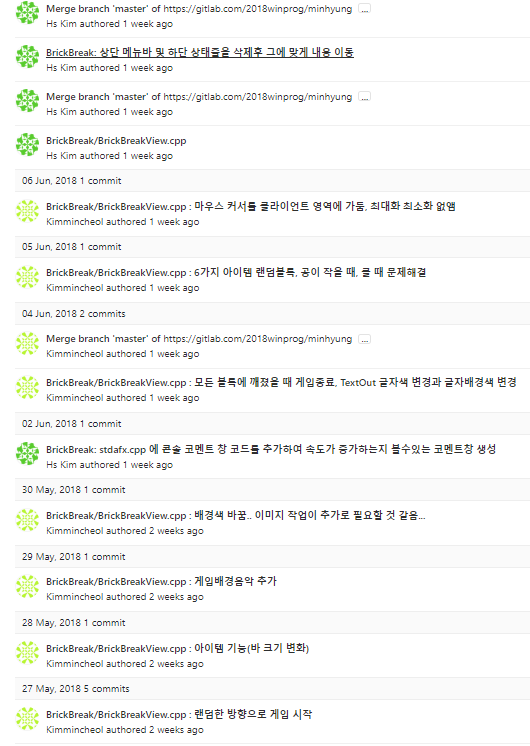 Merge branch 'master' of https://gitlab.com/2018winprog/minhyung ...
Hs Kim authored 1 week ago
BrickBreak: 상단 메뉴바 및 하단 상태줄을 삭제후 그에 맞게 내용 이동
Hs Kim authored 1 week ago
Merge branch 'master' of https://gitlab.com/2018winprog/minhyung ...
Hs Kim authored 1 week ago
BrickBreak/BrickBreakView.cpp
Hs Kim authored 1 week ago
06 Jun, 2018 1 commit
BrickBreak/BrickBreakView.cpp : 마우스 커서를 클라이언트 영역에 가둠, 최대화 최소화 없앰
Kimmincheol authored 1 week ago
05 Jun, 2018 1 commit
BrickBreak/BrickBreakView.cpp : 6가지 아이템 랜덤블록, 공이 작을 때, 클 때 문제해결
Kimmincheol authored 1 week ago
04 Jun, 2018 2 commits
Merge branch 'master' of https://gitlab.com/2018winprog/minhyung ...
Kimmincheol authored 1 week ago
BrickBreak/BrickBreakView.cpp : 모든 블록에 깨졌을 때 게임종료, TextOut 글자색 변경과 글자배경색 변경
Kimmincheol authored 1 week ago
02 Jun, 2018 1 commit
BrickBreak: stdafx.cpp 에 콘솔 코멘트 창 코드를 추가하여 속도가 증가하는지 볼수있는 코멘트창 생성
Hs Kim authored 1 week ago
30 May, 2018 1 commit
BrickBreak/BrickBreakView.cpp : 배경색 바꿈.. 이미지 작업이 추가로 필요할 것 같음...
Kimmincheol authored 2 weeks ago
29 May, 2018 1 commit
BrickBreak/BrickBreakView.cpp : 게임배경음악 추가
Kimmincheol authored 2 weeks ago
28 May, 2018 1 commit
BrickBreak/BrickBreakView.cpp : 아이템 기능(바 크기 변화)
Kimmincheol authored 2 weeks ago
27 May, 2018 5 commits
BrickBreak/BrickBreakView.cpp : 랜덤한 방향으로 게임 시작
Kimmincheol authored 2 weeks ago